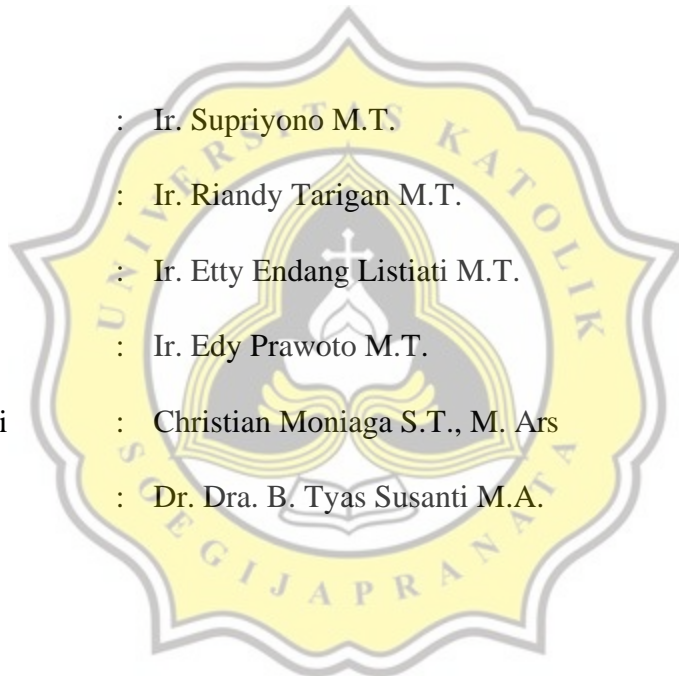 : Ir. Supriyono M.T.
: Ir. Riandy Tarigan M.T.
: Ir. Etty Endang Listiati M.T.
: Ir. Edy Prawoto M.T.
i : Christian Moniaga S.T., M. Ars
: Dr. Dra. B. Tyas Susanti M.A.
UNIVERSITAS KATOLIK
SOEGIJAPRANATA